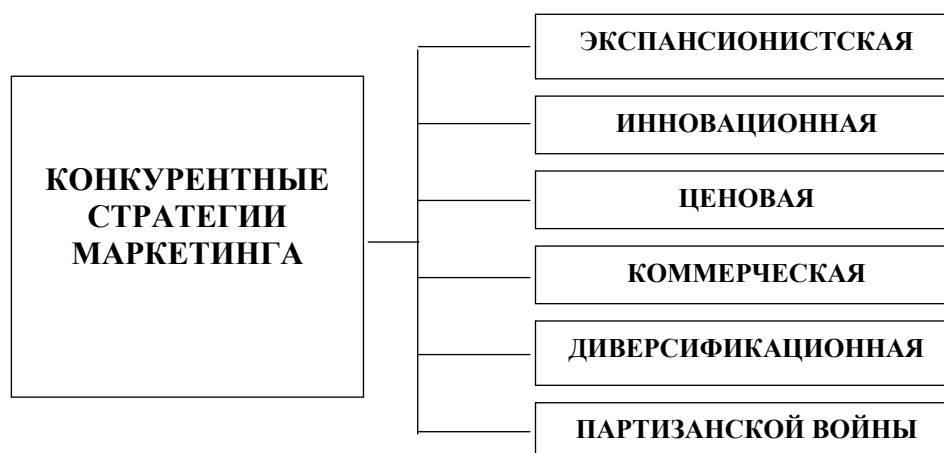 КОНКУРЕНТНЫЕ
СТРАТЕГИИ
МАРКЕТИНГА
ЭКСПАНСИОНИСТСКАЯ
ИННОВАЦИОННАЯ
ЦЕНОВАЯ
КОММЕРЧЕСКАЯ
ДИВЕРСИФИКАЦИОННАЯ
ПАРТИЗАНСКОЙ ВОЙНЫ